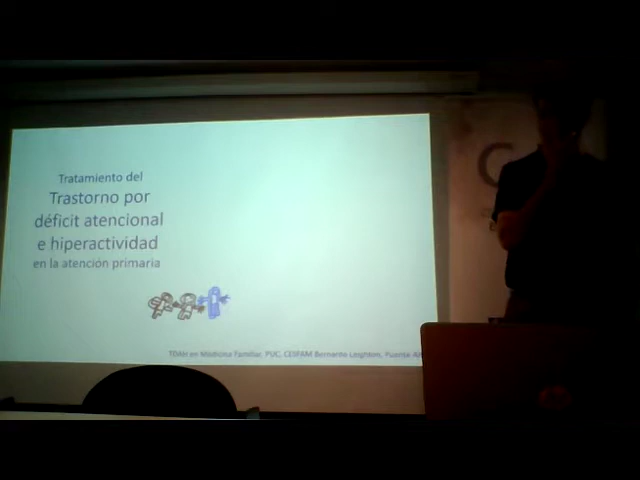 Tratamiento del
Trastorno por
déficit atencional
e hiperactividad
en la atención primaria
TDAH en Medicina Familiar, PUC, CESFAM Bernardo Leighton, Puente